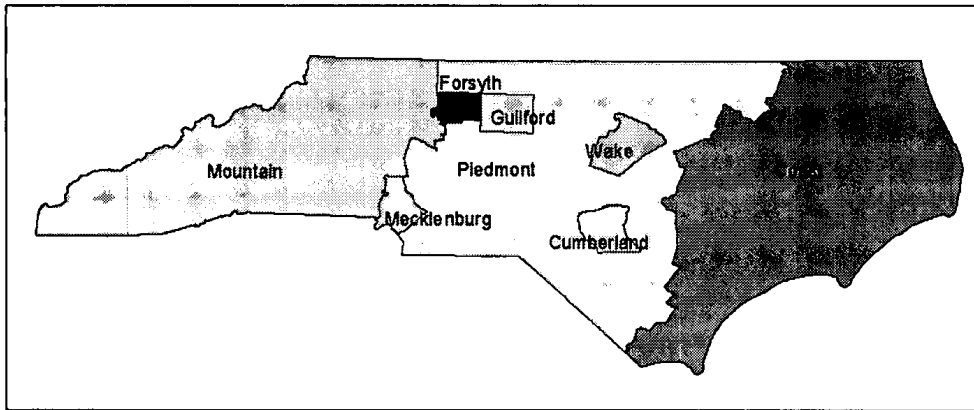 Forsyth
Guilford
Wake
Mountain
Piedmont
Mecklenburg
Cumberland